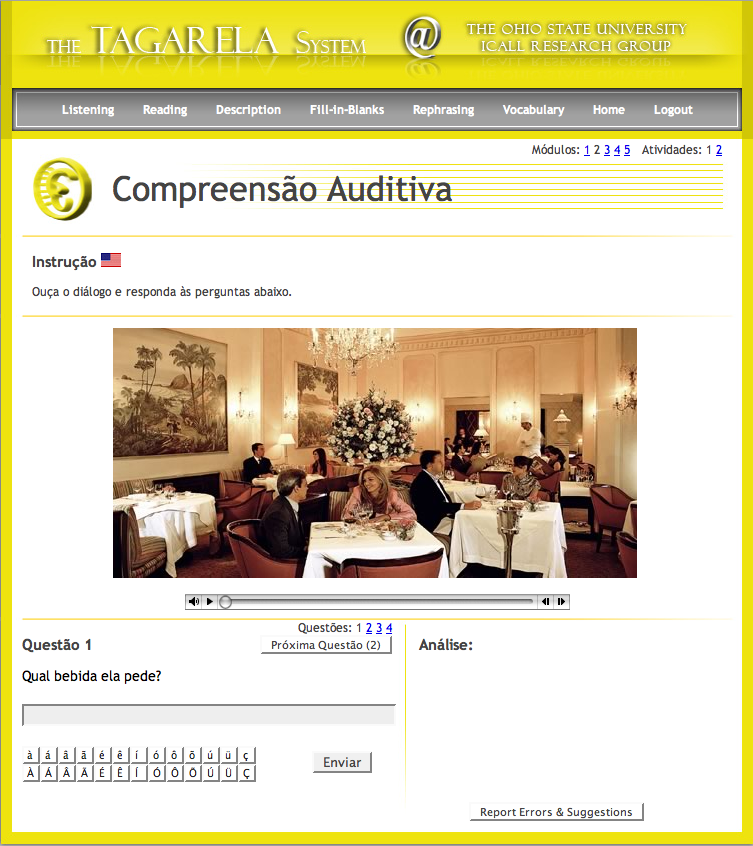 THE TAGARELA SYSTEM @ THE OHIO STATE UNIVERSITY
ICALL RESEARCH GROUP
Listening Reading Description Fill-in-Blanks Rephrasing Vocabulary Home Logout
Módulos: 1 2 3 4 5 Atividades: 1 2
Compreensão Auditiva
Instrução
Ouça o diálogo e responda às perguntas abaixo.
Questões: 1 2 3 4
Questão 1 Próxima Questão (2) Análise:
Qual bebida ela pede?
à á â ã é ê í ó ô õ ú ü ç
À Á Â Ã É Ê Í Ó Ô Õ Ú Ü Ç
Enviar
Report Errors & Suggestions